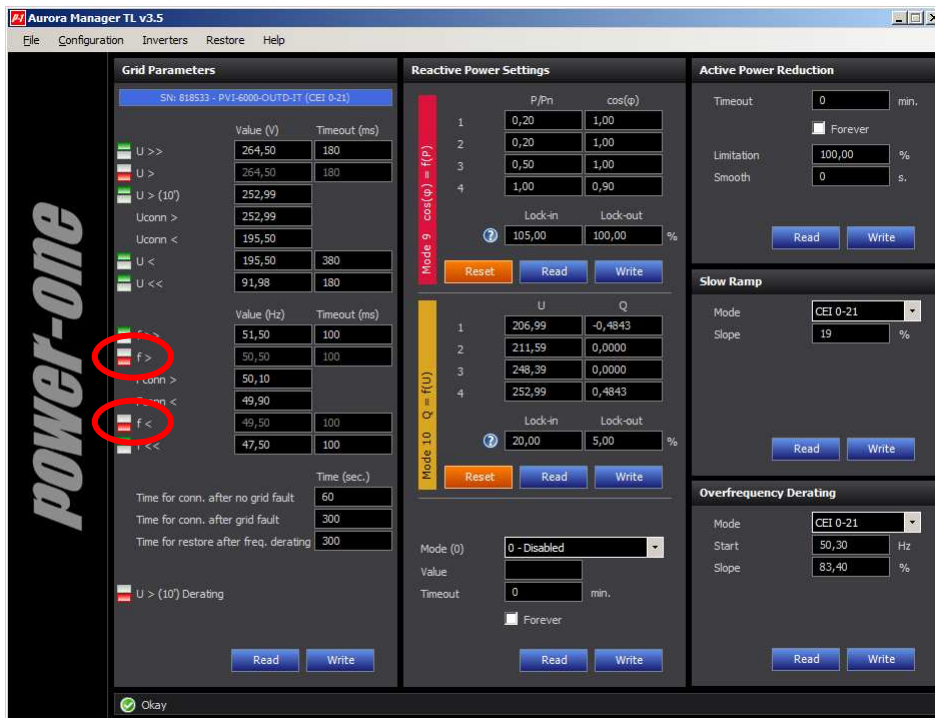 Aurora Manager TL v3.5
File Configuration Inverters Restore Help
power-one
Grid Parameters
SN: 818533 - PVI-6000-OUTD-IT (CEI 0-21)
Value (V) Timeout (ms)
U >> 264,50 180
U > 264,50 180
U > (10') 252,99
Uconn > 252,99
Uconn < 195,50
U < 195,50 380
U << 91,98 180
Value (Hz) Timeout (ms)
f >> 51,50 100
f > 50,50 100
Fconn > 50,10
Fconn < 49,90
f < 49,50 100
f << 47,50 100
Time (sec.)
Time for conn. after no grid fault 60
Time for conn. after grid fault 300
Time for restore after freq. derating 300
U > (10') Derating
Read Write
Reactive Power Settings
Mode 9 cos(φ) = f(P)
P/Pn cos(φ)
1 0,20 1,00
2 0,20 1,00
3 0,50 1,00
4 1,00 0,90
Lock-in Lock-out
? 105,00 100,00 %
Reset Read Write
Mode 10 Q = f(U)
U Q
1 206,99 -0,4843
2 211,59 0,0000
3 248,39 0,0000
4 252,99 0,4843
Lock-in Lock-out
? 20,00 5,00 %
Reset Read Write
Mode (0) 0 - Disabled
Value
Timeout 0 min.
Forever
Read Write
Active Power Reduction
Timeout 0 min.
Forever
Limitation 100,00 %
Smooth 0 s.
Read Write
Slow Ramp
Mode CEI 0-21
Slope 19 %
Read Write
Overfrequency Derating
Mode CEI 0-21
Start 50,30 Hz
Slope 83,40 %
Read Write
Okay